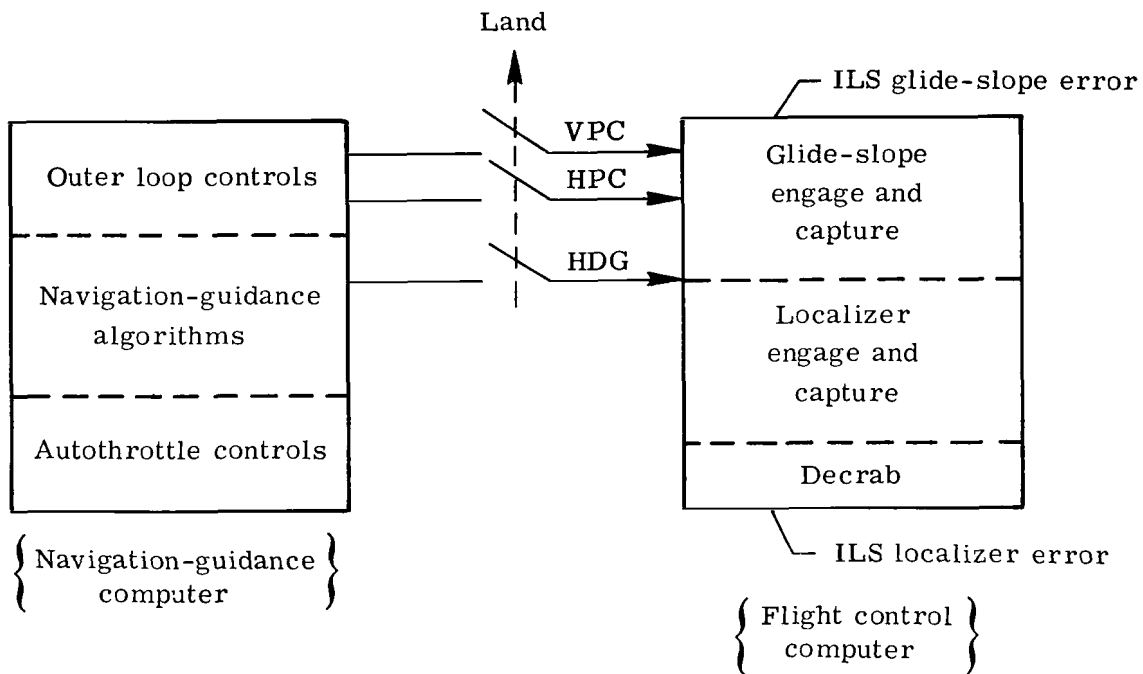 Land
ILS glide-slope error
VPC
HPC
HDG
Outer loop controls
Navigation-guidance
algorithms
Autothrottle controls
Navigation-guidance
computer
Glide-slope
engage and
capture
Localizer
engage and
capture
Decrab
ILS localizer error
Flight control
computer